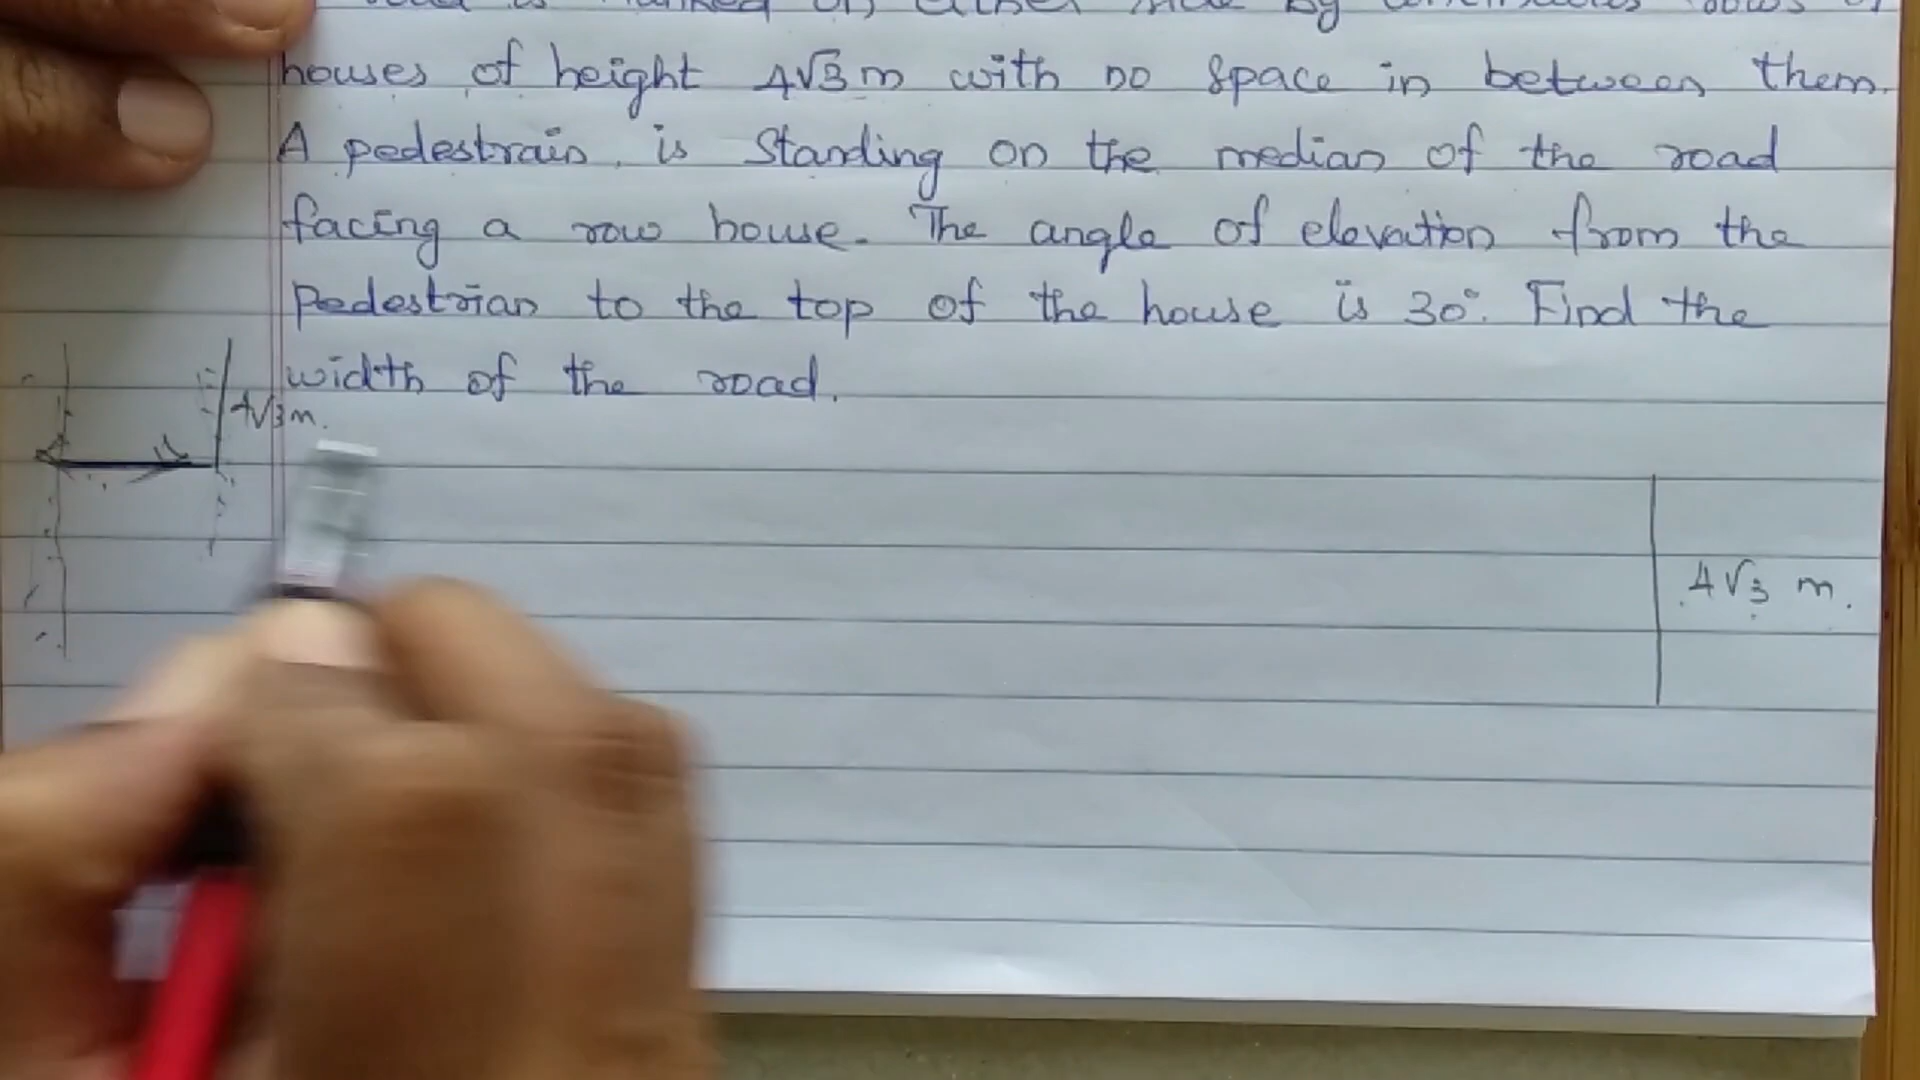 houses of height 4√3 m with no space in between them.
A pedestrain is standing on the median of the road
facing a row house. The angle of elevation from the
Pedestrian to the top of the house is 30°. Find the
width of the road.
4√3 m.
4√3 m.